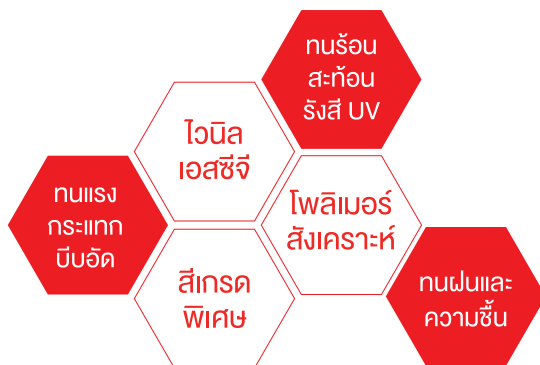 ทนร้อน
สะท้อน
รังสี UV
ไวนิล
เอสซีจี
ทนแรง
กระแทก
บีบอัด
โพลิเมอร์
สังเคราะห์
สีเกรด
พิเศษ
ทนฝนและ
ความชื้น